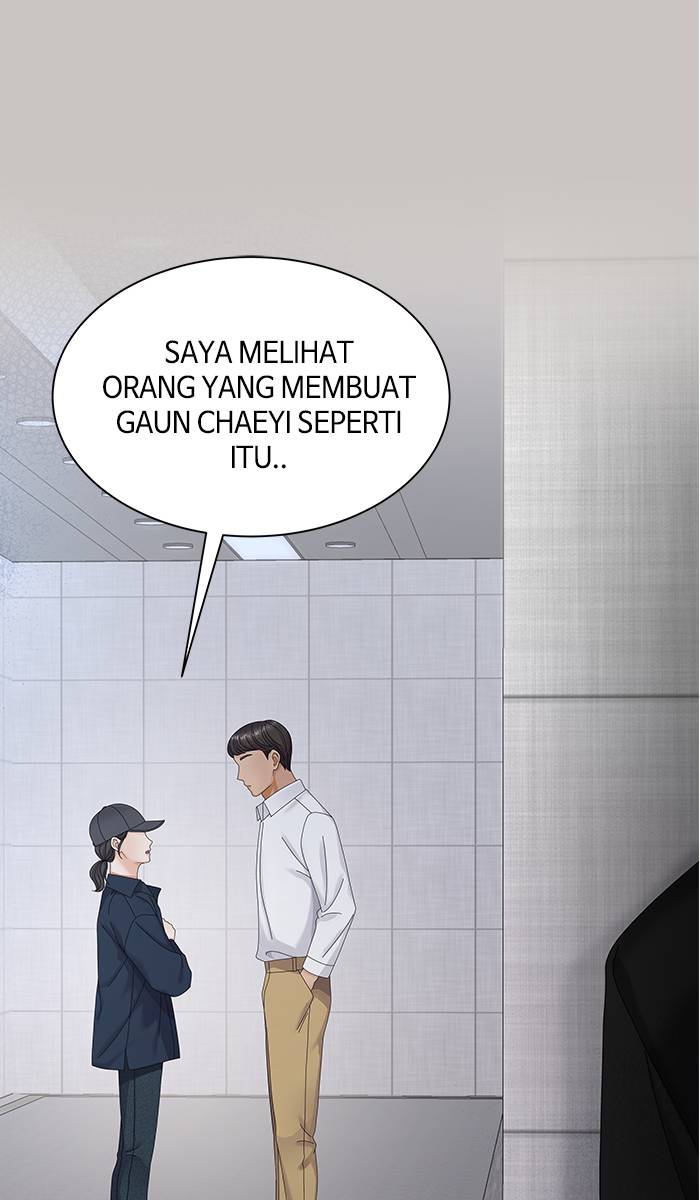 SAYA MELIHAT
ORANG YANG MEMBUAT
GAUN CHAEYI SEPERTI
ITU..